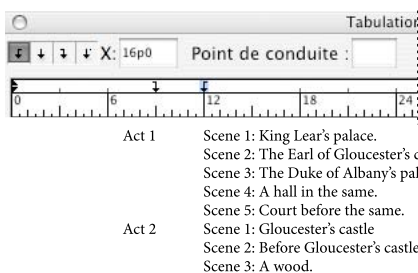 Tabulation
X: 16p0 Point de conduite :
0 6 12 18 24
Act 1 Scene 1: King Lear's palace.
Scene 2: The Earl of Gloucester's
Scene 3: The Duke of Albany's
Scene 4: A hall in the same.
Scene 5: Court before the same.
Act 2 Scene 1: Gloucester's castle
Scene 2: Before Gloucester's castle
Scene 3: A wood.